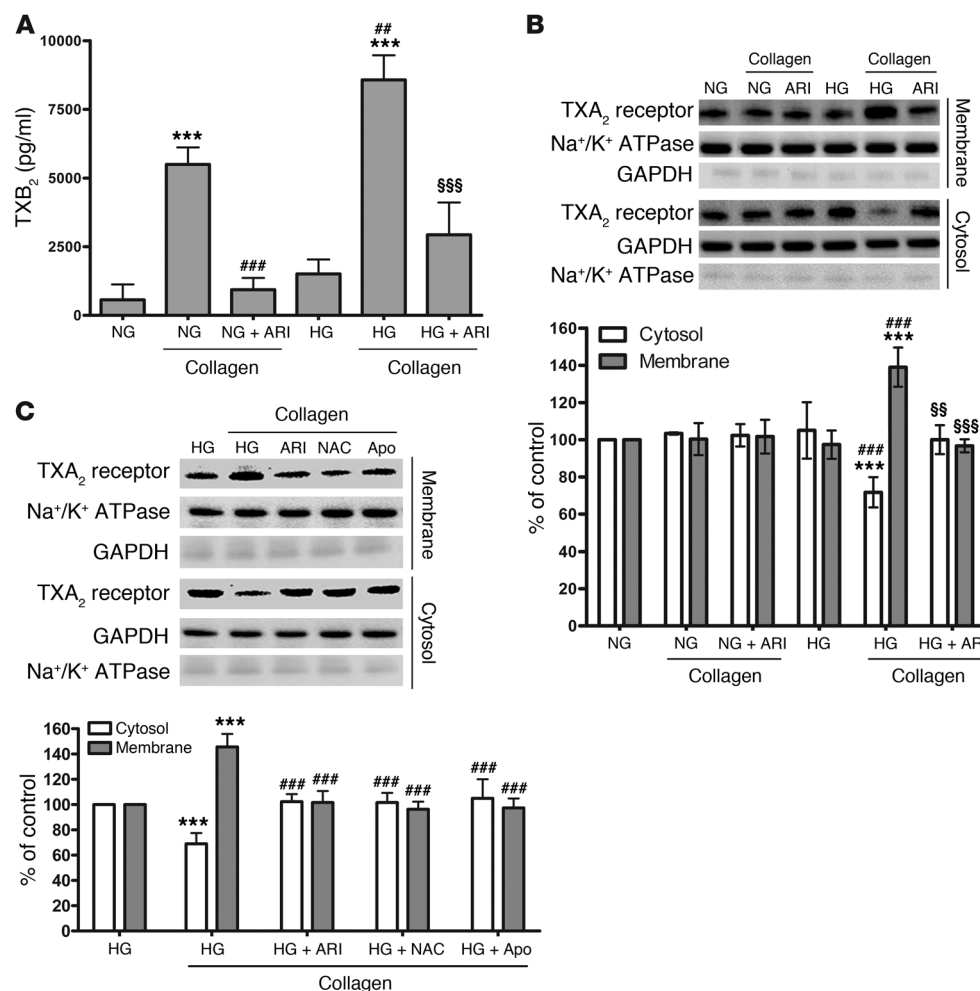 A
TXB2 (pg/ml)
10000
7500
5000
2500
0
***
###
##
***
§§§
NG
NG
NG + ARI
HG
HG
HG + ARI
Collagen
Collagen
B
Collagen
Collagen
NG
NG
ARI
HG
HG
ARI
TXA2 receptor
Na+/K+ ATPase
GAPDH
Membrane
TXA2 receptor
GAPDH
Na+/K+ ATPase
Cytosol
% of control
160
140
120
100
80
60
40
20
0
Cytosol
Membrane
###
***
###
***
§§
§§§
NG
NG
NG + ARI
HG
HG
HG + AR
Collagen
Collagen
C
Collagen
HG
HG
ARI
NAC
Apo
TXA2 receptor
Na+/K+ ATPase
GAPDH
Membrane
TXA2 receptor
GAPDH
Na+/K+ ATPase
Cytosol
% of control
160
140
120
100
80
60
40
20
0
Cytosol
Membrane
***
***
###
###
###
###
###
###
HG
HG
HG + ARI
HG + NAC
HG + Apo
Collagen